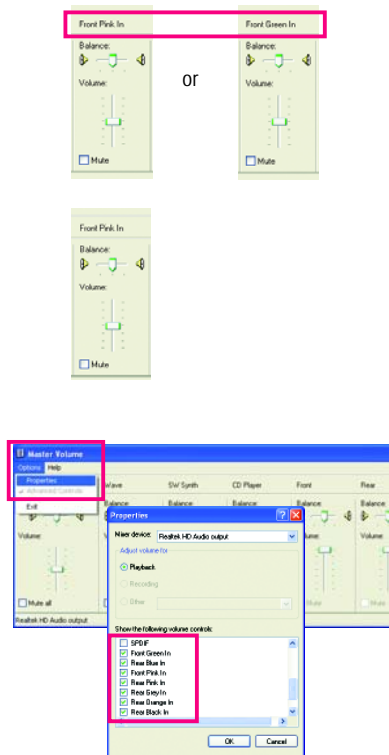 Front Pink In
Front Green In
Balance:
Balance:
or
Volume:
Volume:
Mute
Mute
Front Pink In
Balance:
Volume:
Mute
Master Volume
Options Help
Properties
Advanced Controls
Exit
Wave
SW Synth
CD Player
Front
Rear
Balance:
Balance:
Balance:
Balance:
Balance:
Volume:
Volume:
Volume:
Mute all
Mute
Mute
Realtek HD Audio output
Properties
Mixer device: Realtek HD Audio output
Adjust volume for
Playback
Recording
Other
Show the following volume controls:
SPDIF
Front Green In
Rear Blue In
Front Pink In
Rear Pink In
Rear Grey In
Rear Orange In
Rear Black In
OK
Cancel